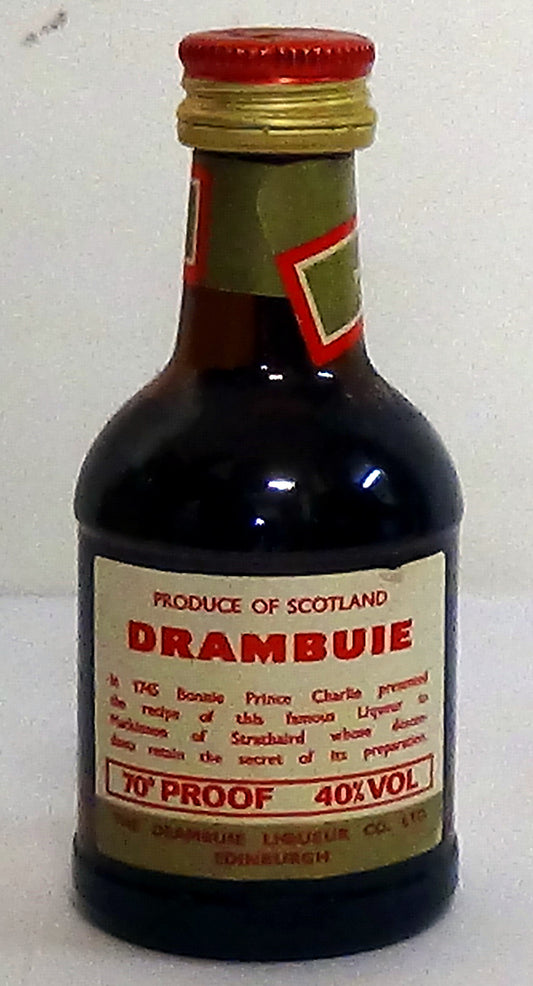 PRODUCE OF SCOTLAND
DRAMBUIE
In 1745 Bonnie Prince Charlie presented
the recipe of this famous Liqueur to
Mackinnon of Strathaird whose descen-
dants retain the secret of its preparation.
70° PROOF 40% VOL
THE DRAMBUIE LIQUEUR CO. LTD.
EDINBURGH